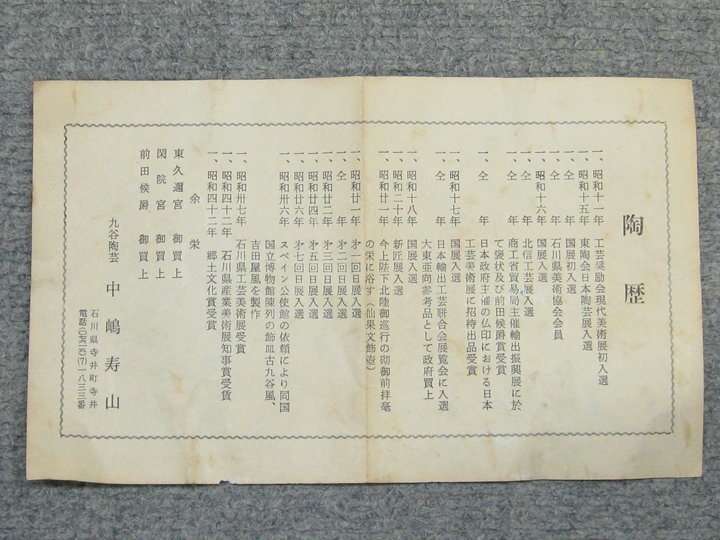 陶歴
一、昭和十一年 工芸奨励会現代美術展初入選
一、昭和十五年 東陶会日本陶芸展入選
一、仝 年 国展初入選
一、仝 年 石川県美術協会会員
一、昭和十六年 国展入選
一、仝 年 北信工芸展入選
一、仝 年 商工省貿易局主催輸出振興展に於
て褒状及び前田候爵賞受賞
一、仝 年 日本政府主催の仏印における日本
工芸美術展に招待出品受賞
一、昭和十七年 国展入選
一、仝 年 日本輸出工芸聯合会展覧会に入選
大東亜商参考品として政府買上
一、昭和十八年 国展入選
一、昭和二十年 新匠展入選
一、昭和廿一年 今上陛下北陸御巡行の砌御前拝毫
の栄に浴す(仙果文飾壺)
一、昭和廿一年 才一回日展入選
一、仝 年 才二回日展入選
一、昭和廿二年 才三回日展入選
一、昭和廿四年 才五回日展入選
一、昭和廿六年 才七回日展入選
一、昭和卅六年 スペイン公使館の依頼により同国
国立博物館陳列の飾皿古九谷風、
吉田屋風を製作
一、昭和卅七年 石川県工芸美術展受賞
一、昭和四十二年 石川県産業美術展知事賞受賞
一、昭和四十二年 郷土文化賞受賞
余 栄
東久邇宮 御買上
閑院宮 御買上
前田候爵 御買上
九谷陶芸 中嶋寿山
石川県寺井町寺井
(7)一八三三番